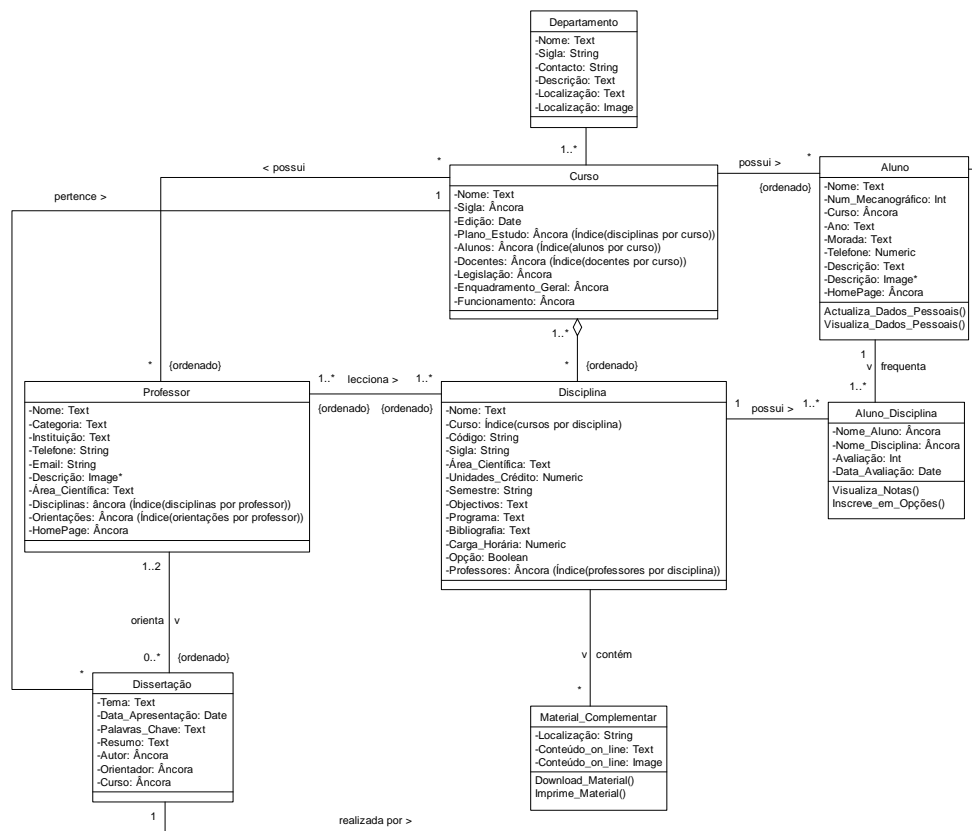 Departamento
-Nome: Text
-Sigla: String
-Contacto: String
-Descrição: Text
-Localização: Text
-Localização: Image
1..*
< possui
*
possui >
*
{ordenado}
pertence >
1
Curso
-Nome: Text
-Sigla: Âncora
-Edição: Date
-Plano_Estudo: Âncora (Índice(disciplinas por curso))
-Alunos: Âncora (Índice(alunos por curso))
-Docentes: Âncora (Índice(docentes por curso))
-Legislação: Âncora
-Enquadramento_Geral: Âncora
-Funcionamento: Âncora
Aluno
-Nome: Text
-Num_Mecanográfico: Int
-Curso: Âncora
-Ano: Text
-Morada: Text
-Telefone: Numeric
-Descrição: Text
-Descrição: Image*
-HomePage: Âncora
Actualiza_Dados_Pessoais()
Visualiza_Dados_Pessoais()
1..*
* {ordenado}
* {ordenado}
1
v frequenta
1..*
1..* lecciona > 1..*
{ordenado} {ordenado}
Professor
-Nome: Text
-Categoria: Text
-Instituição: Text
-Telefone: String
-Email: String
-Descrição: Image*
-Área_Científica: Text
-Disciplinas: âncora (Índice(disciplinas por professor))
-Orientações: Âncora (Índice(orientações por professor))
-HomePage: Âncora
Disciplina
-Nome: Text
-Curso: Índice(cursos por disciplina)
-Código: String
-Sigla: String
-Área_Científica: Text
-Unidades_Crédito: Numeric
-Semestre: String
-Objectivos: Text
-Programa: Text
-Bibliografia: Text
-Carga_Horária: Numeric
-Opção: Boolean
-Professores: Âncora (Índice(professores por disciplina))
1 possui > 1..*
Aluno_Disciplina
-Nome_Aluno: Âncora
-Nome_Disciplina: Âncora
-Avaliação: Int
-Data_Avaliação: Date
Visualiza_Notas()
Inscreve_em_Opções()
1..2
orienta v
0..* {ordenado}
*
v contém
*
Dissertação
-Tema: Text
-Data_Apresentação: Date
-Palavras_Chave: Text
-Resumo: Text
-Autor: Âncora
-Orientador: Âncora
-Curso: Âncora
Material_Complementar
-Localização: String
-Conteúdo_on_line: Text
-Conteúdo_on_line: Image
Download_Material()
Imprime_Material()
1
realizada por >